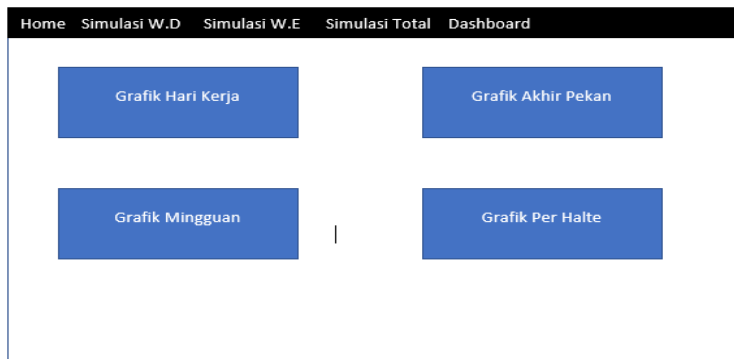 Home Simulasi W.D Simulasi W.E Simulasi Total Dashboard
Grafik Hari Kerja
Grafik Akhir Pekan
Grafik Mingguan
Grafik Per Halte